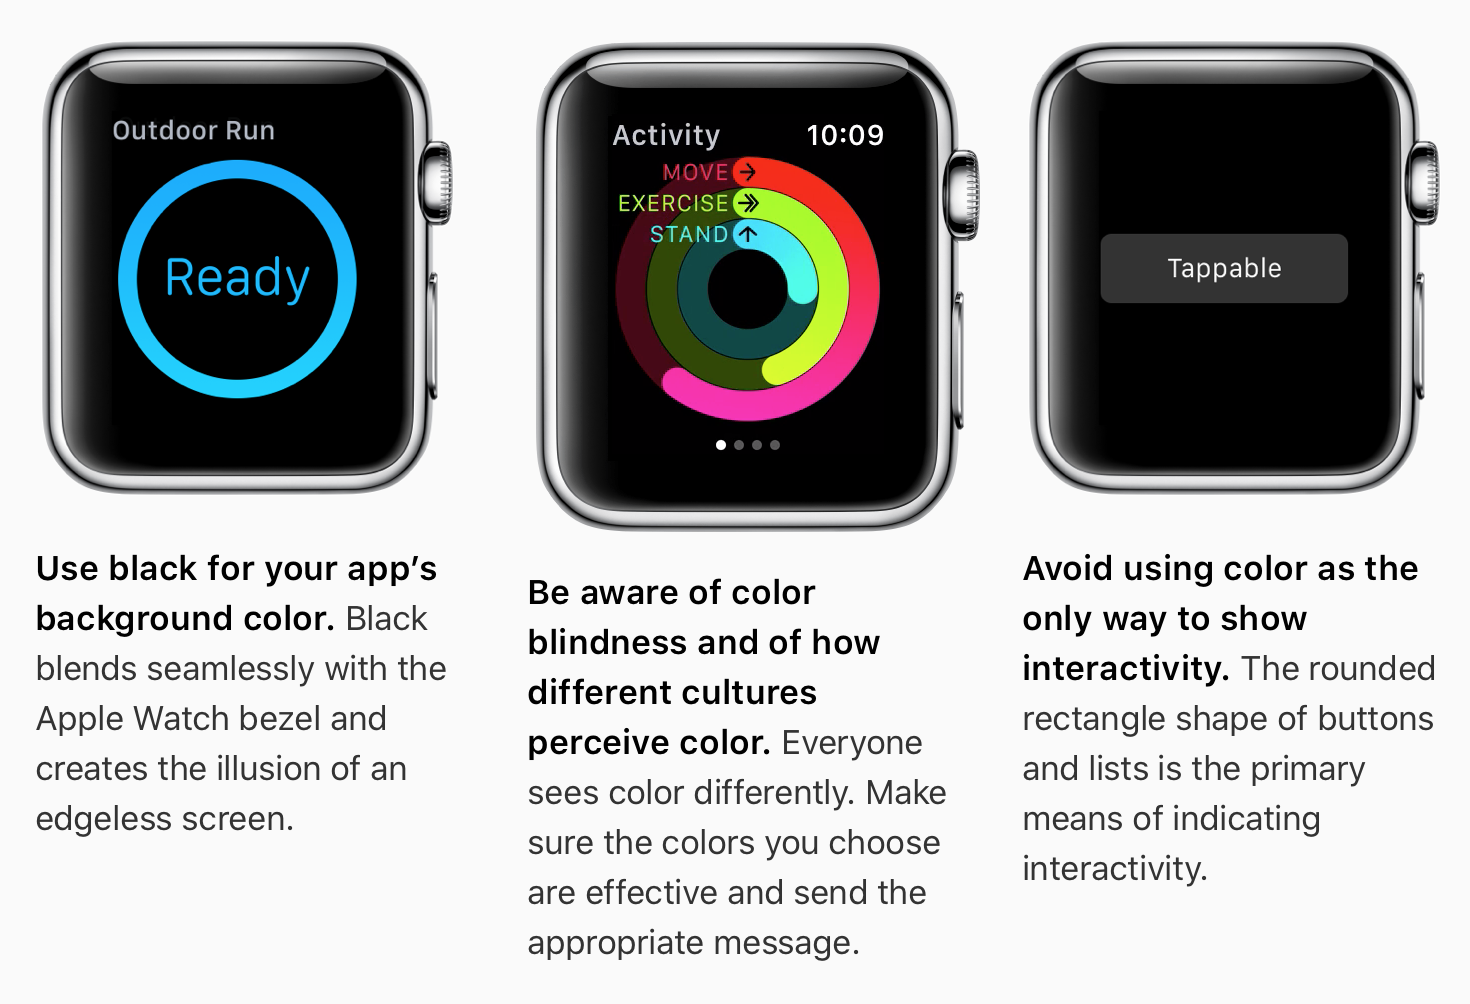 Outdoor Run
Ready
Use black for your app’s
background color. Black
blends seamlessly with the
Apple Watch bezel and
creates the illusion of an
edgeless screen.
Activity 10:09
MOVE
EXERCISE
STAND
Be aware of color
blindness and of how
different cultures
perceive color. Everyone
sees color differently. Make
sure the colors you choose
are effective and send the
appropriate message.
Tappable
Avoid using color as the
only way to show
interactivity. The rounded
rectangle shape of buttons
and lists is the primary
means of indicating
interactivity.